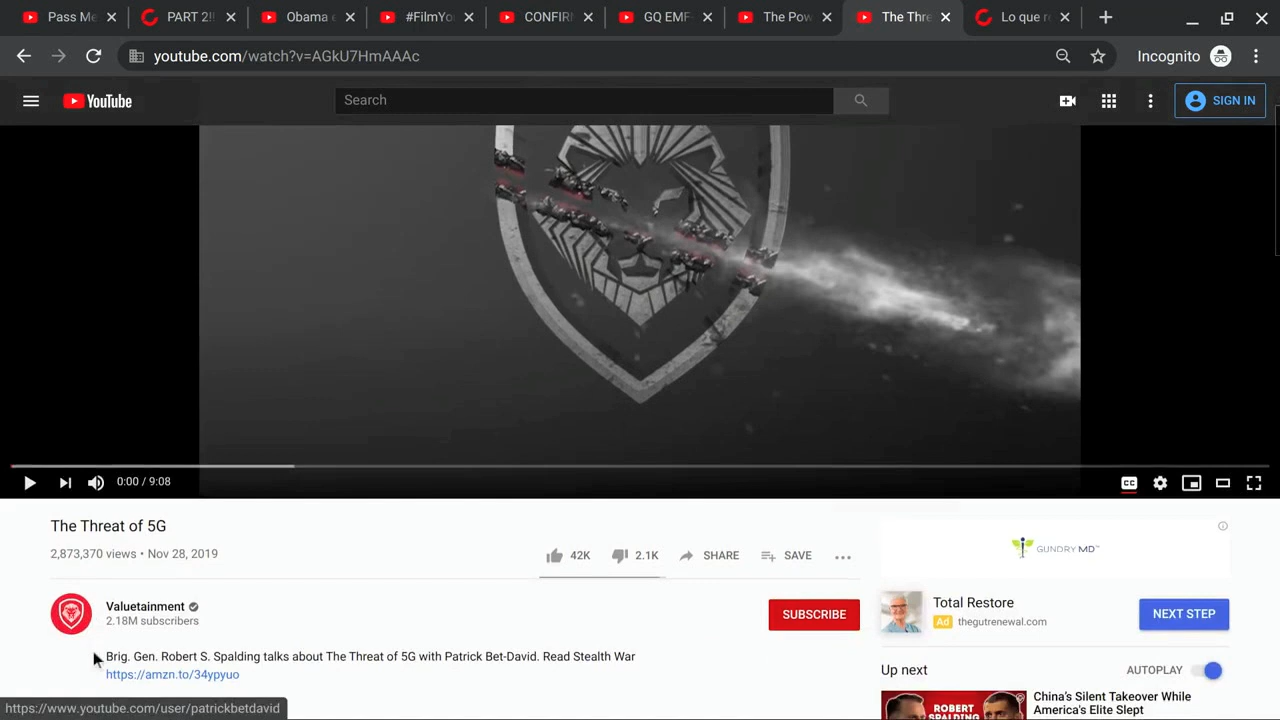 Pass Me
PART 2!!
Obama e
#FilmYo
CONFIRI
GQ EMF-
The Pow
The Thre
Lo que re
youtube.com/watch?v=AGkU7HmAAAc
Incognito
YouTube
Search
SIGN IN
0:00 / 9:08
CC
The Threat of 5G
2,873,370 views • Nov 28, 2019
42K
2.1K
SHARE
SAVE
GUNDRY MD™
Valuetainment
2.18M subscribers
SUBSCRIBE
Total Restore
Ad thegutrenewal.com
NEXT STEP
Brig. Gen. Robert S. Spalding talks about The Threat of 5G with Patrick Bet-David. Read Stealth War
https://amzn.to/34ypyuo
Up next
AUTOPLAY
ROBERT
SPALDING
China's Silent Takeover While
America's Elite Slept
https://www.youtube.com/user/patrickbetdavid